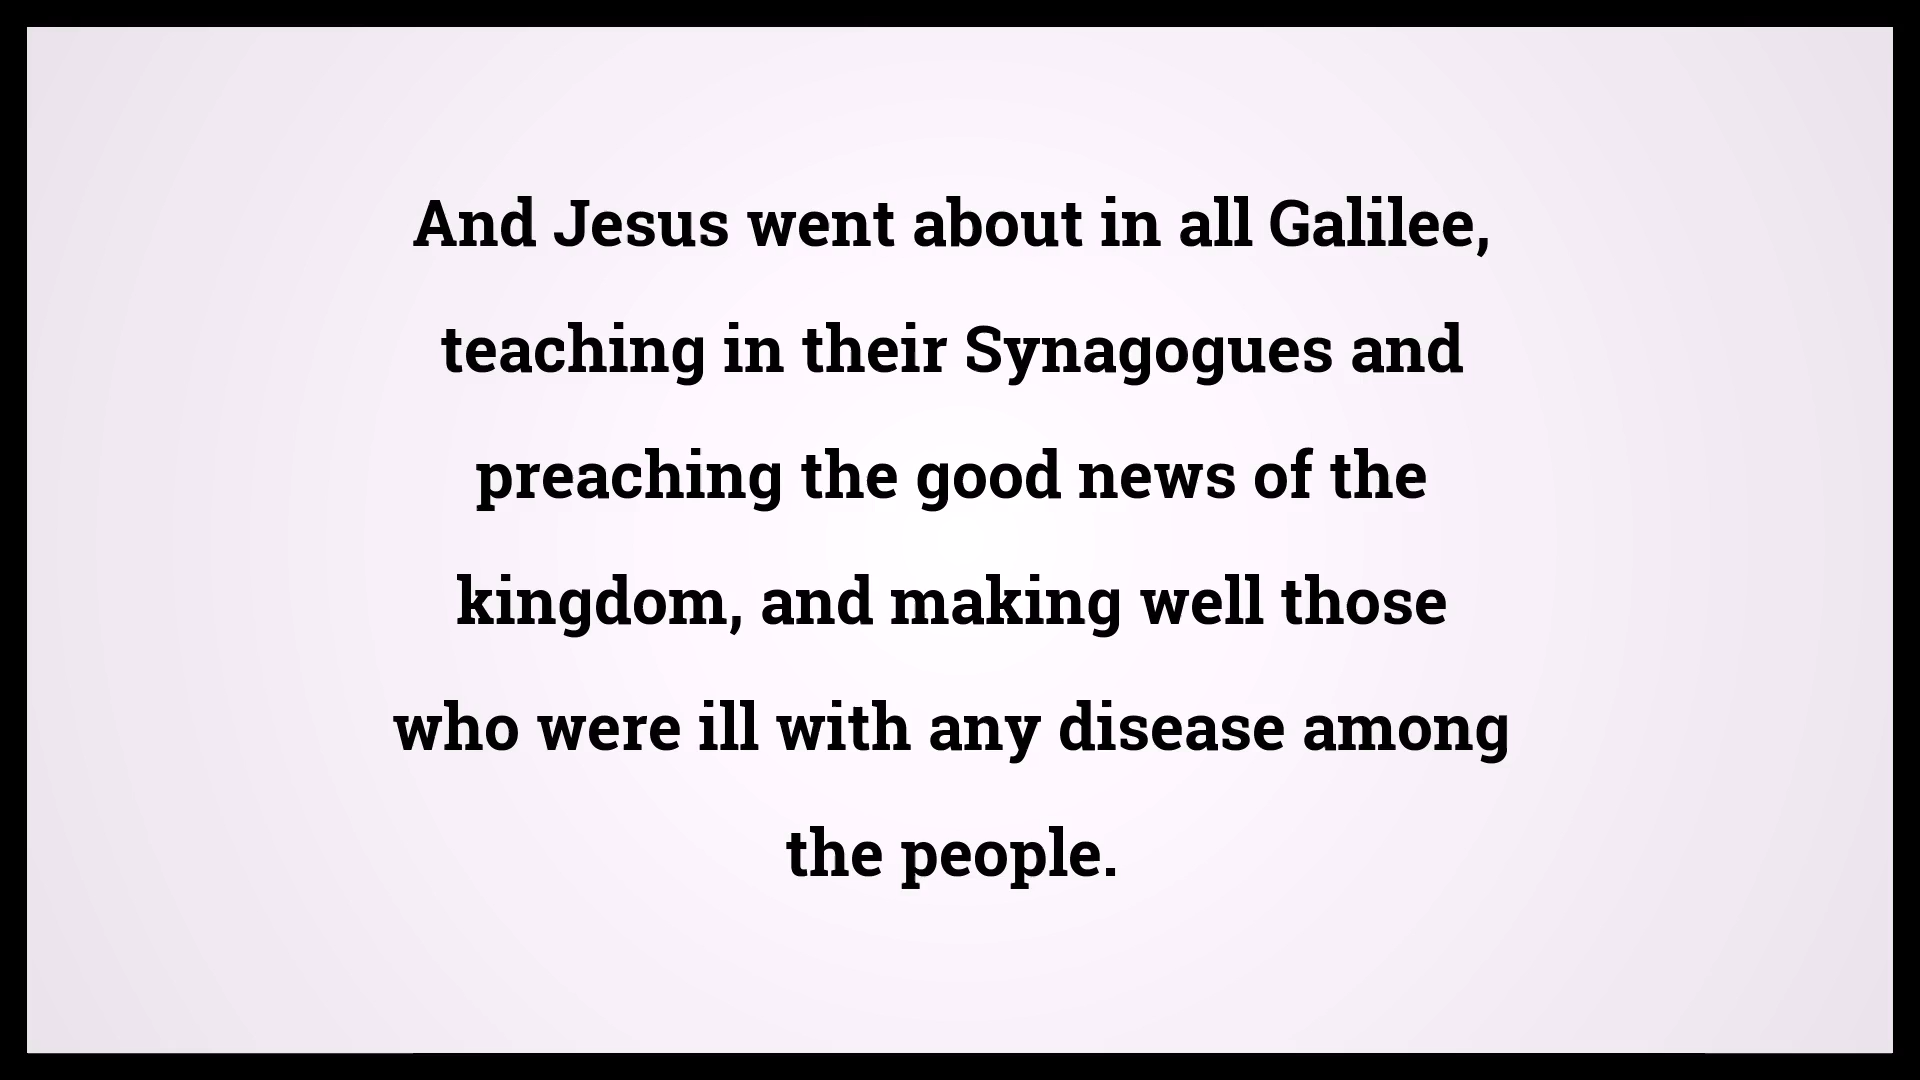 And Jesus went about in all Galilee,
teaching in their Synagogues and
preaching the good news of the
kingdom, and making well those
who were ill with any disease among
the people.